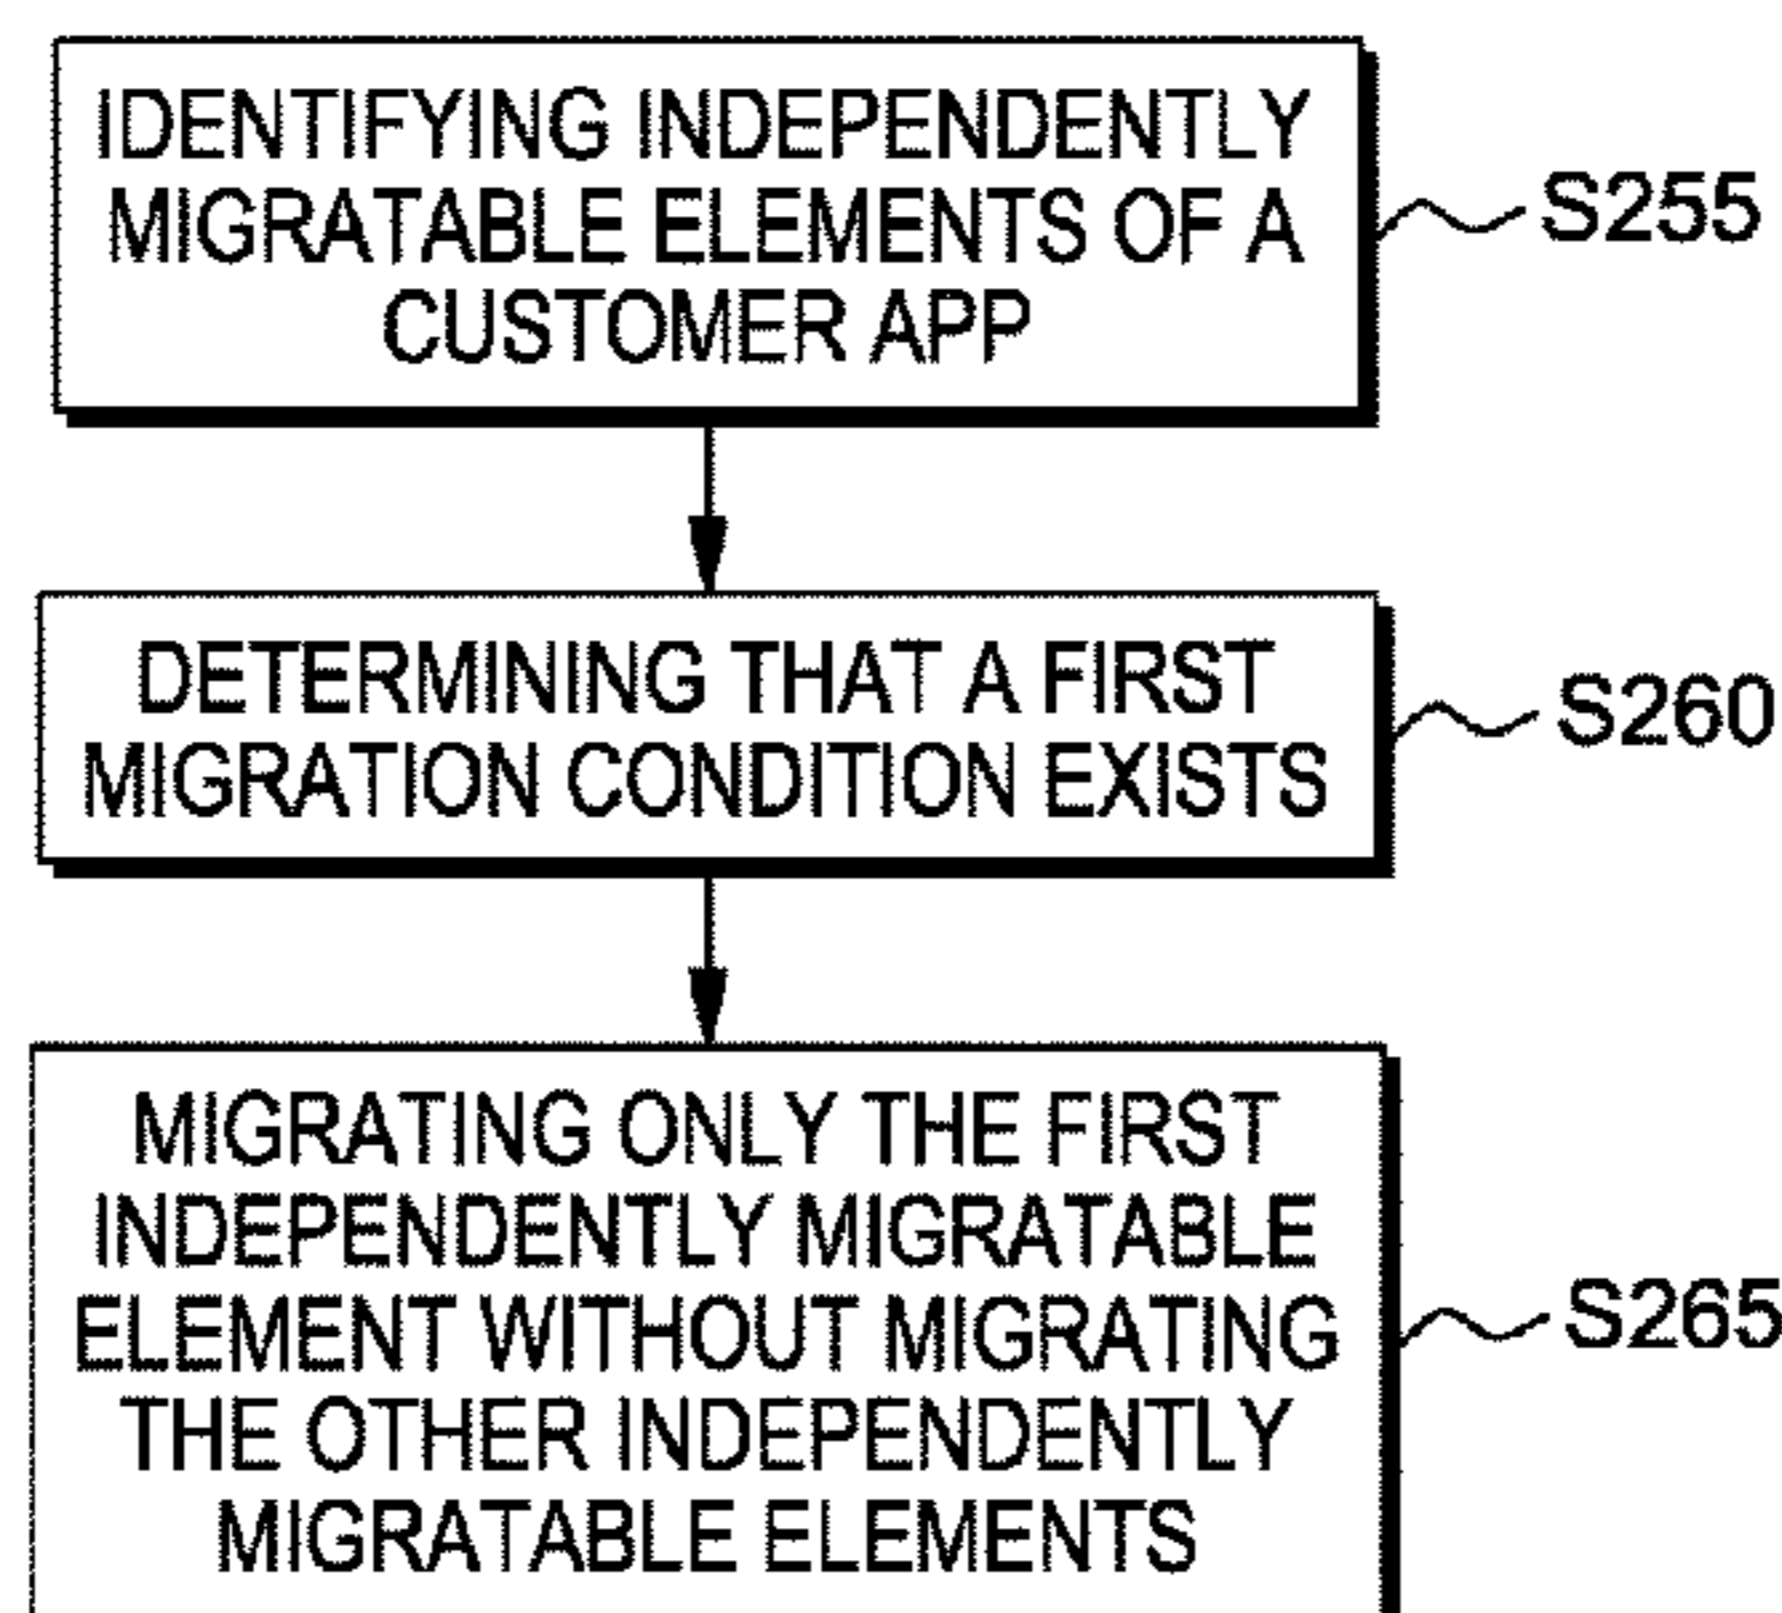 IDENTIFYING INDEPENDENTLY
MIGRATABLE ELEMENTS OF A
CUSTOMER APP
S255
DETERMINING THAT A FIRST
MIGRATION CONDITION EXISTS
S260
MIGRATING ONLY THE FIRST
INDEPENDENTLY MIGRATABLE
ELEMENT WITHOUT MIGRATING
THE OTHER INDEPENDENTLY
MIGRATABLE ELEMENTS
S265